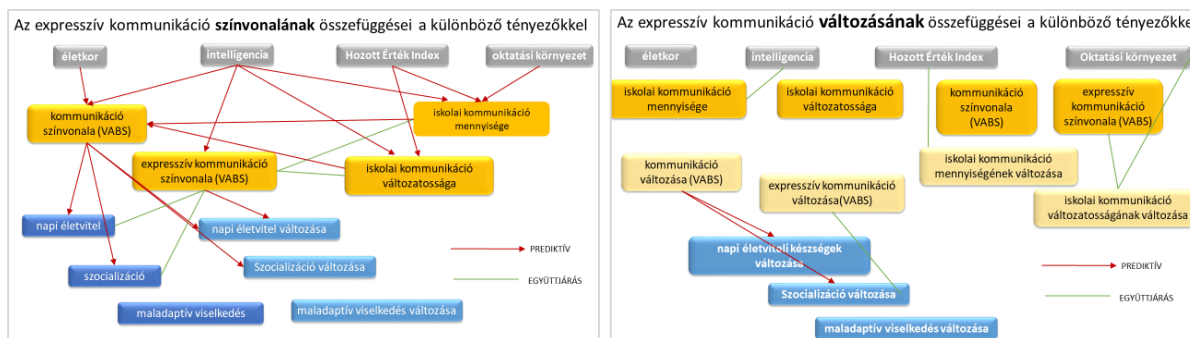 Az expresszív kommunikáció színvonalának összefüggései a különböző tényezőkkel
életkor
intelligencia
Hozott Érték Index
oktatási környezet
kommunikáció
színvonala (VABS)
iskolai kommunikáció
mennyisége
expresszív kommunikáció
színvonala (VABS)
iskolai kommunikáció
változatossága
napi életvitel
napi életvitel változása
szocializáció
Szocializáció változása
maladaptív viselkedés
maladaptív viselkedés változása
PREDIKTÍV
EGYÜTTJÁRÁS
Az expresszív kommunikáció változásának összefüggései a különböző tényezőkkel
életkor
intelligencia
Hozott Érték Index
Oktatási környezet
iskolai kommunikáció
mennyisége
iskolai kommunikáció
változatossága
kommunikáció
színvonala
(VABS)
expresszív
kommunikáció
színvonala (VABS)
kommunikáció
változása (VABS)
expresszív kommunikáció
változása(VABS)
iskolai kommunikáció
mennyiségének változása
iskolai kommunikáció
változatosságának változása
napi életviteli készségek
változása
Szocializáció változása
maladaptív viselkedés változása
PREDIKTÍV
EGYÜTTJÁRÁS